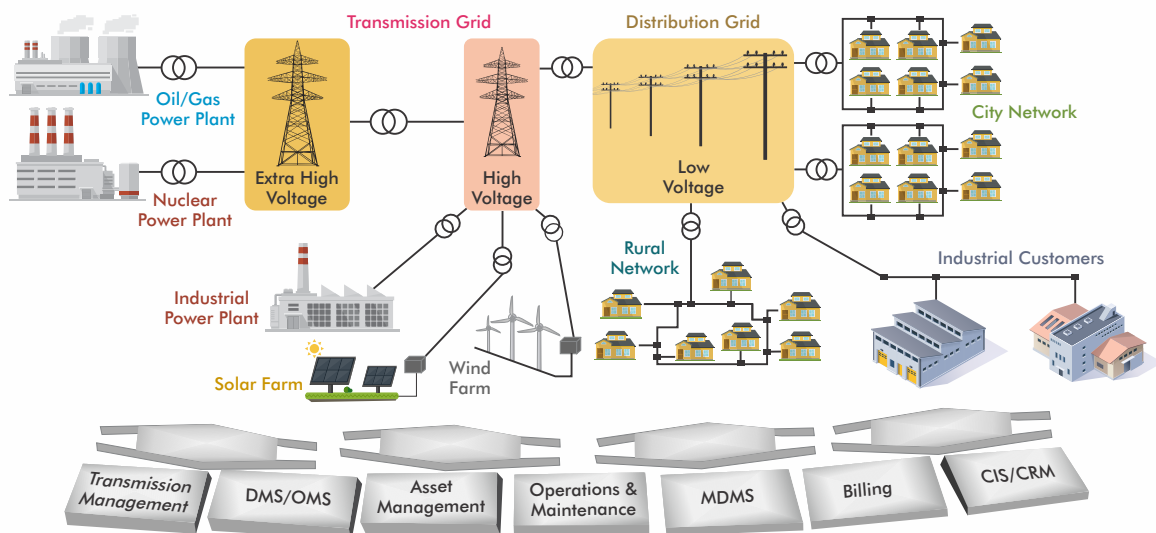 Transmission Grid
Distribution Grid
Oil/Gas
Power Plant
City Network
Extra High
Voltage
High
Voltage
Low
Voltage
Nuclear
Power Plant
Rural
Network
Industrial Customers
Industrial
Power Plant
Wind
Farm
Solar Farm
Transmission
Management
DMS/OMS
Asset
Management
Operations &
Maintenance
MDMS
Billing
CIS/CRM